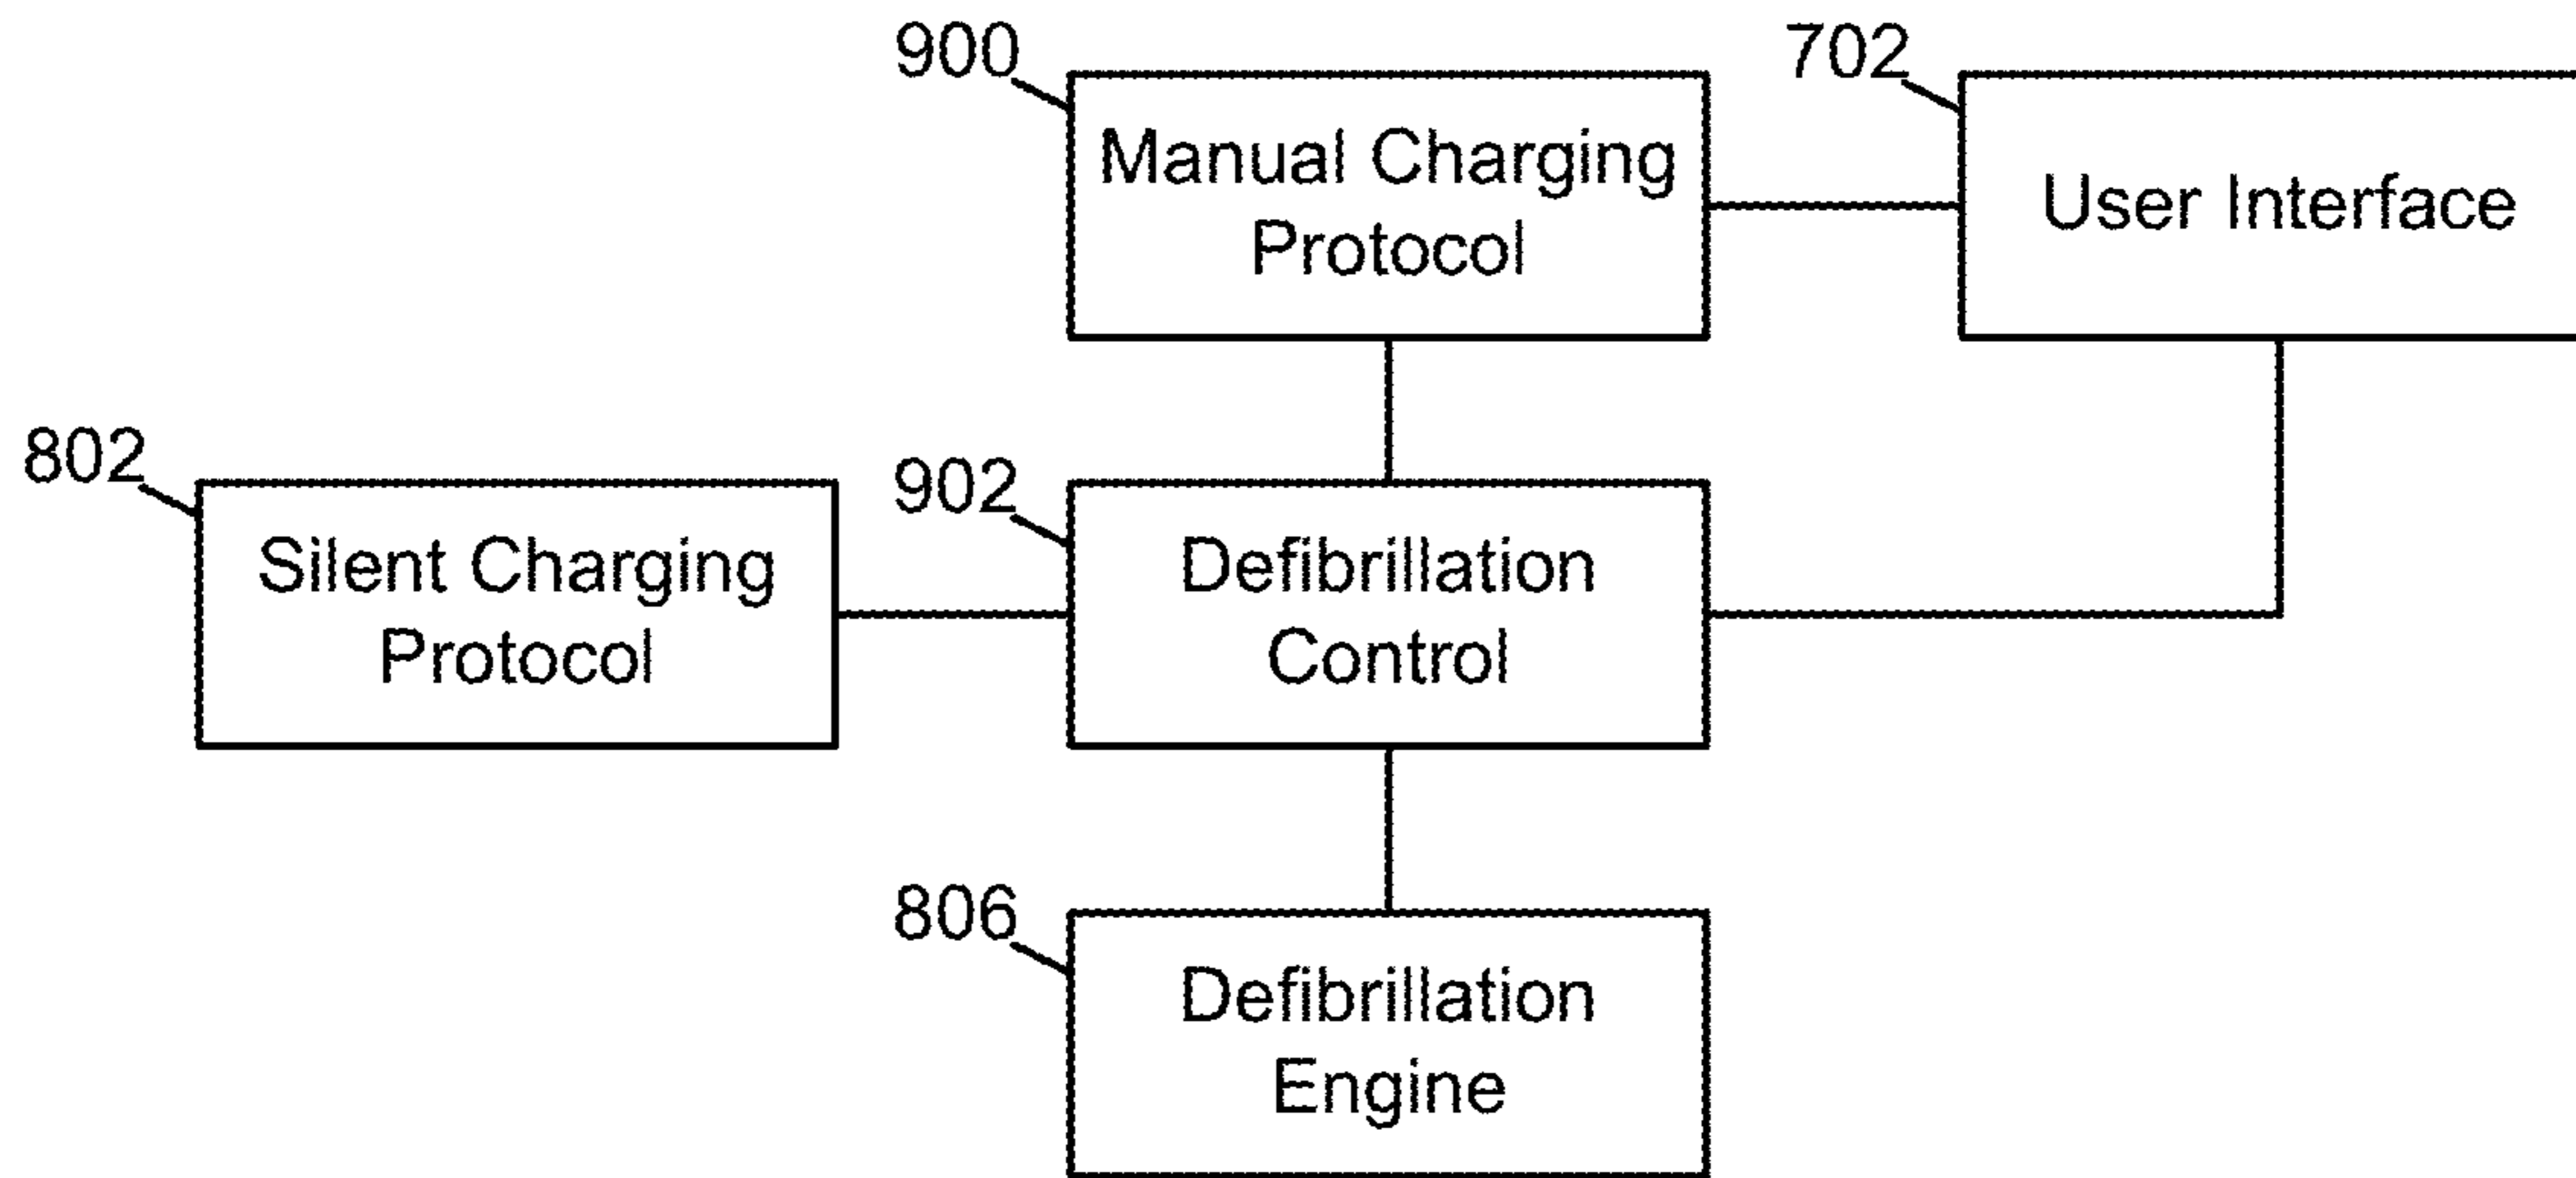 900
Manual Charging
Protocol
702
User Interface
802
Silent Charging
Protocol
902
Defibrillation
Control
806
Defibrillation
Engine